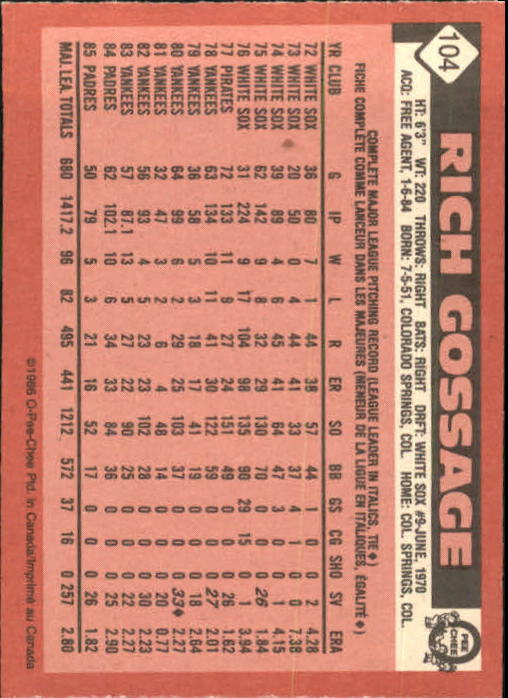 104
RICH GOSSAGE
HT: 6'3" WT: 220 THROWS: RIGHT BATS: RIGHT DRFT: WHITE SOX #9-JUNE, 1970
ACQ: FREE AGENT, 1-6-84 BORN: 7-5-51, COLORADO SPRINGS, COL. HOME: COL. SPRINGS, COL.
O
PEE
CHEE
COMPLETE MAJOR LEAGUE PITCHING RECORD (LEAGUE LEADER IN ITALICS, TIE ♦)
FICHE COMPLÈTE COMME LANCEUR DANS LES MAJEURES (MENEUR DE LA LIGUE EN ITALIQUES, ÉGALITÉ ♦)
YR CLUB G IP W L R ER SO BB GS CG SHO SV ERA
72 WHITE SOX 36 80 7 1 44 38 57 44 1 0 0 2 4.28
73 WHITE SOX 20 50 0 4 44 41 33 37 4 1 0 0 7.38
74 WHITE SOX 39 89 4 6 45 41 64 47 3 0 0 1 4.15
75 WHITE SOX 62 142 9 8 32 29 130 70 0 0 0 26 1.84
76 WHITE SOX 31 224 9 17 104 98 135 90 29 15 0 1 3.94
77 PIRATES 72 133 11 9 27 24 151 49 0 0 0 26 1.62
78 YANKEES 63 134 10 11 41 30 122 59 0 0 0 27 2.01
79 YANKEES 36 58 5 3 18 17 41 19 0 0 0 18 2.64
80 YANKEES 64 99 6 2 29 25 103 37 0 0 0 33♦ 2.27
81 YANKEES 32 47 3 2 6 4 48 14 0 0 0 20 0.77
82 YANKEES 56 93 4 5 23 23 102 28 0 0 0 30 2.23
83 YANKEES 57 87.1 13 5 27 22 90 25 0 0 0 22 2.27
84 PADRES 62 102.1 10 6 34 33 84 36 0 0 0 25 2.90
85 PADRES 50 79 5 3 21 16 52 17 0 0 0 26 1.82
MAJ. LEA. TOTALS 680 1417.2 96 82 495 441 1212 572 37 16 0 257 2.80
©1986 O-Pee-Chee Ptd. in Canada/Imprimé au Canada